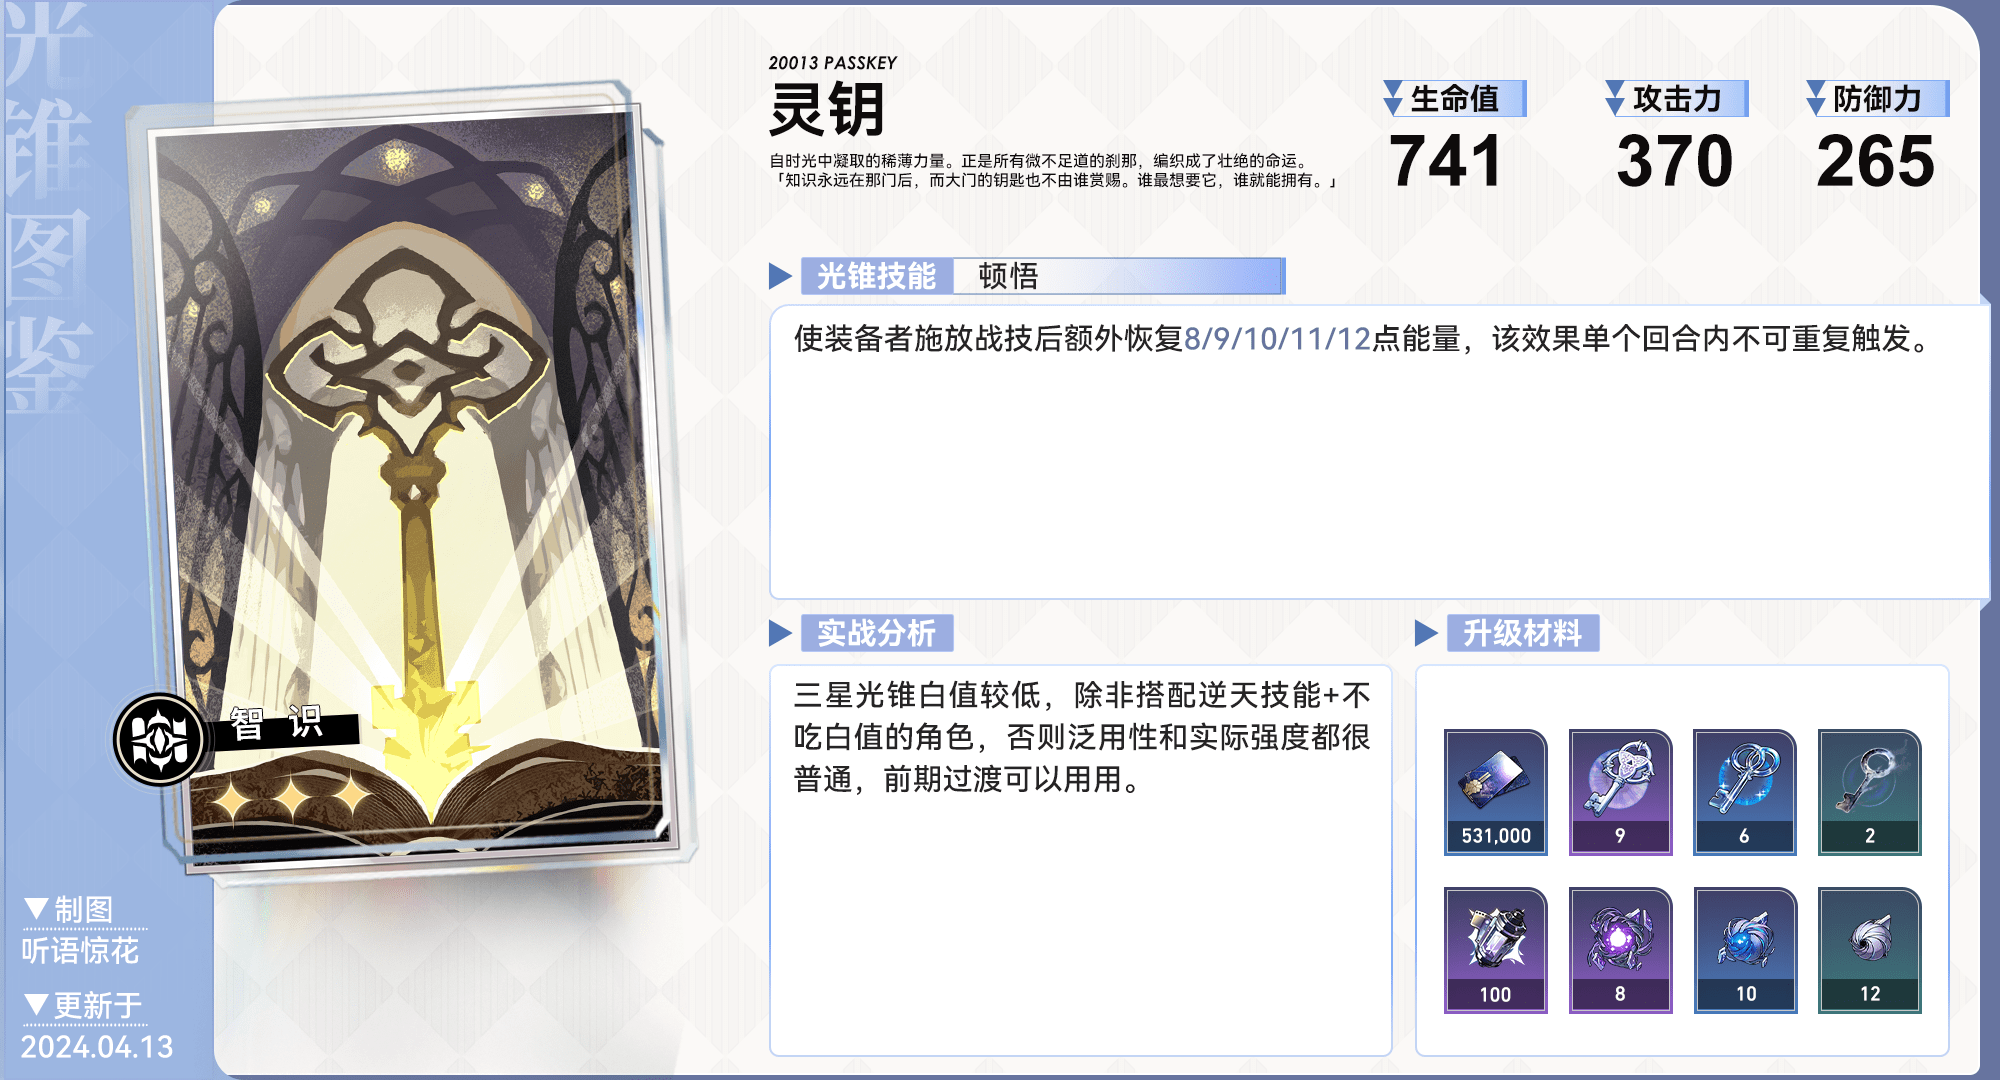 光锥图鉴
20013 PASSKEY
灵钥
自时光中凝取的稀薄力量。正是所有微不足道的刹那，编织成了壮绝的命运。
「知识永远在那门后，而大门的钥匙也不由谁赏赐。谁最想要它，谁就能拥有。」
生命值
741
攻击力
370
防御力
265
光锥技能
顿悟
使装备者施放战技后额外恢复8/9/10/11/12点能量，该效果单个回合内不可重复触发。
智 识
实战分析
三星光锥白值较低，除非搭配逆天技能+不
吃白值的角色，否则泛用性和实际强度都很
普通，前期过渡可以用用。
升级材料
531,000
9
6
2
100
8
10
12
▼制图
听语惊花
▼更新于
2024.04.13